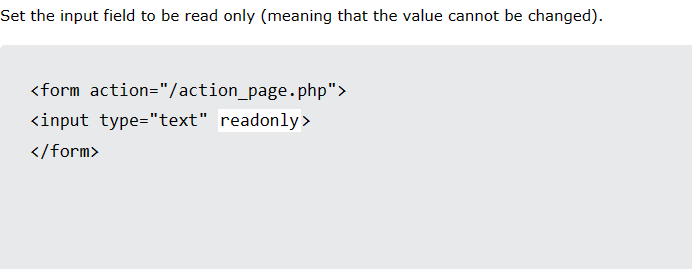 Set the input field to be read only (meaning that the value cannot be changed).
<form action="/action_page.php">
<input type="text" readonly>
</form>